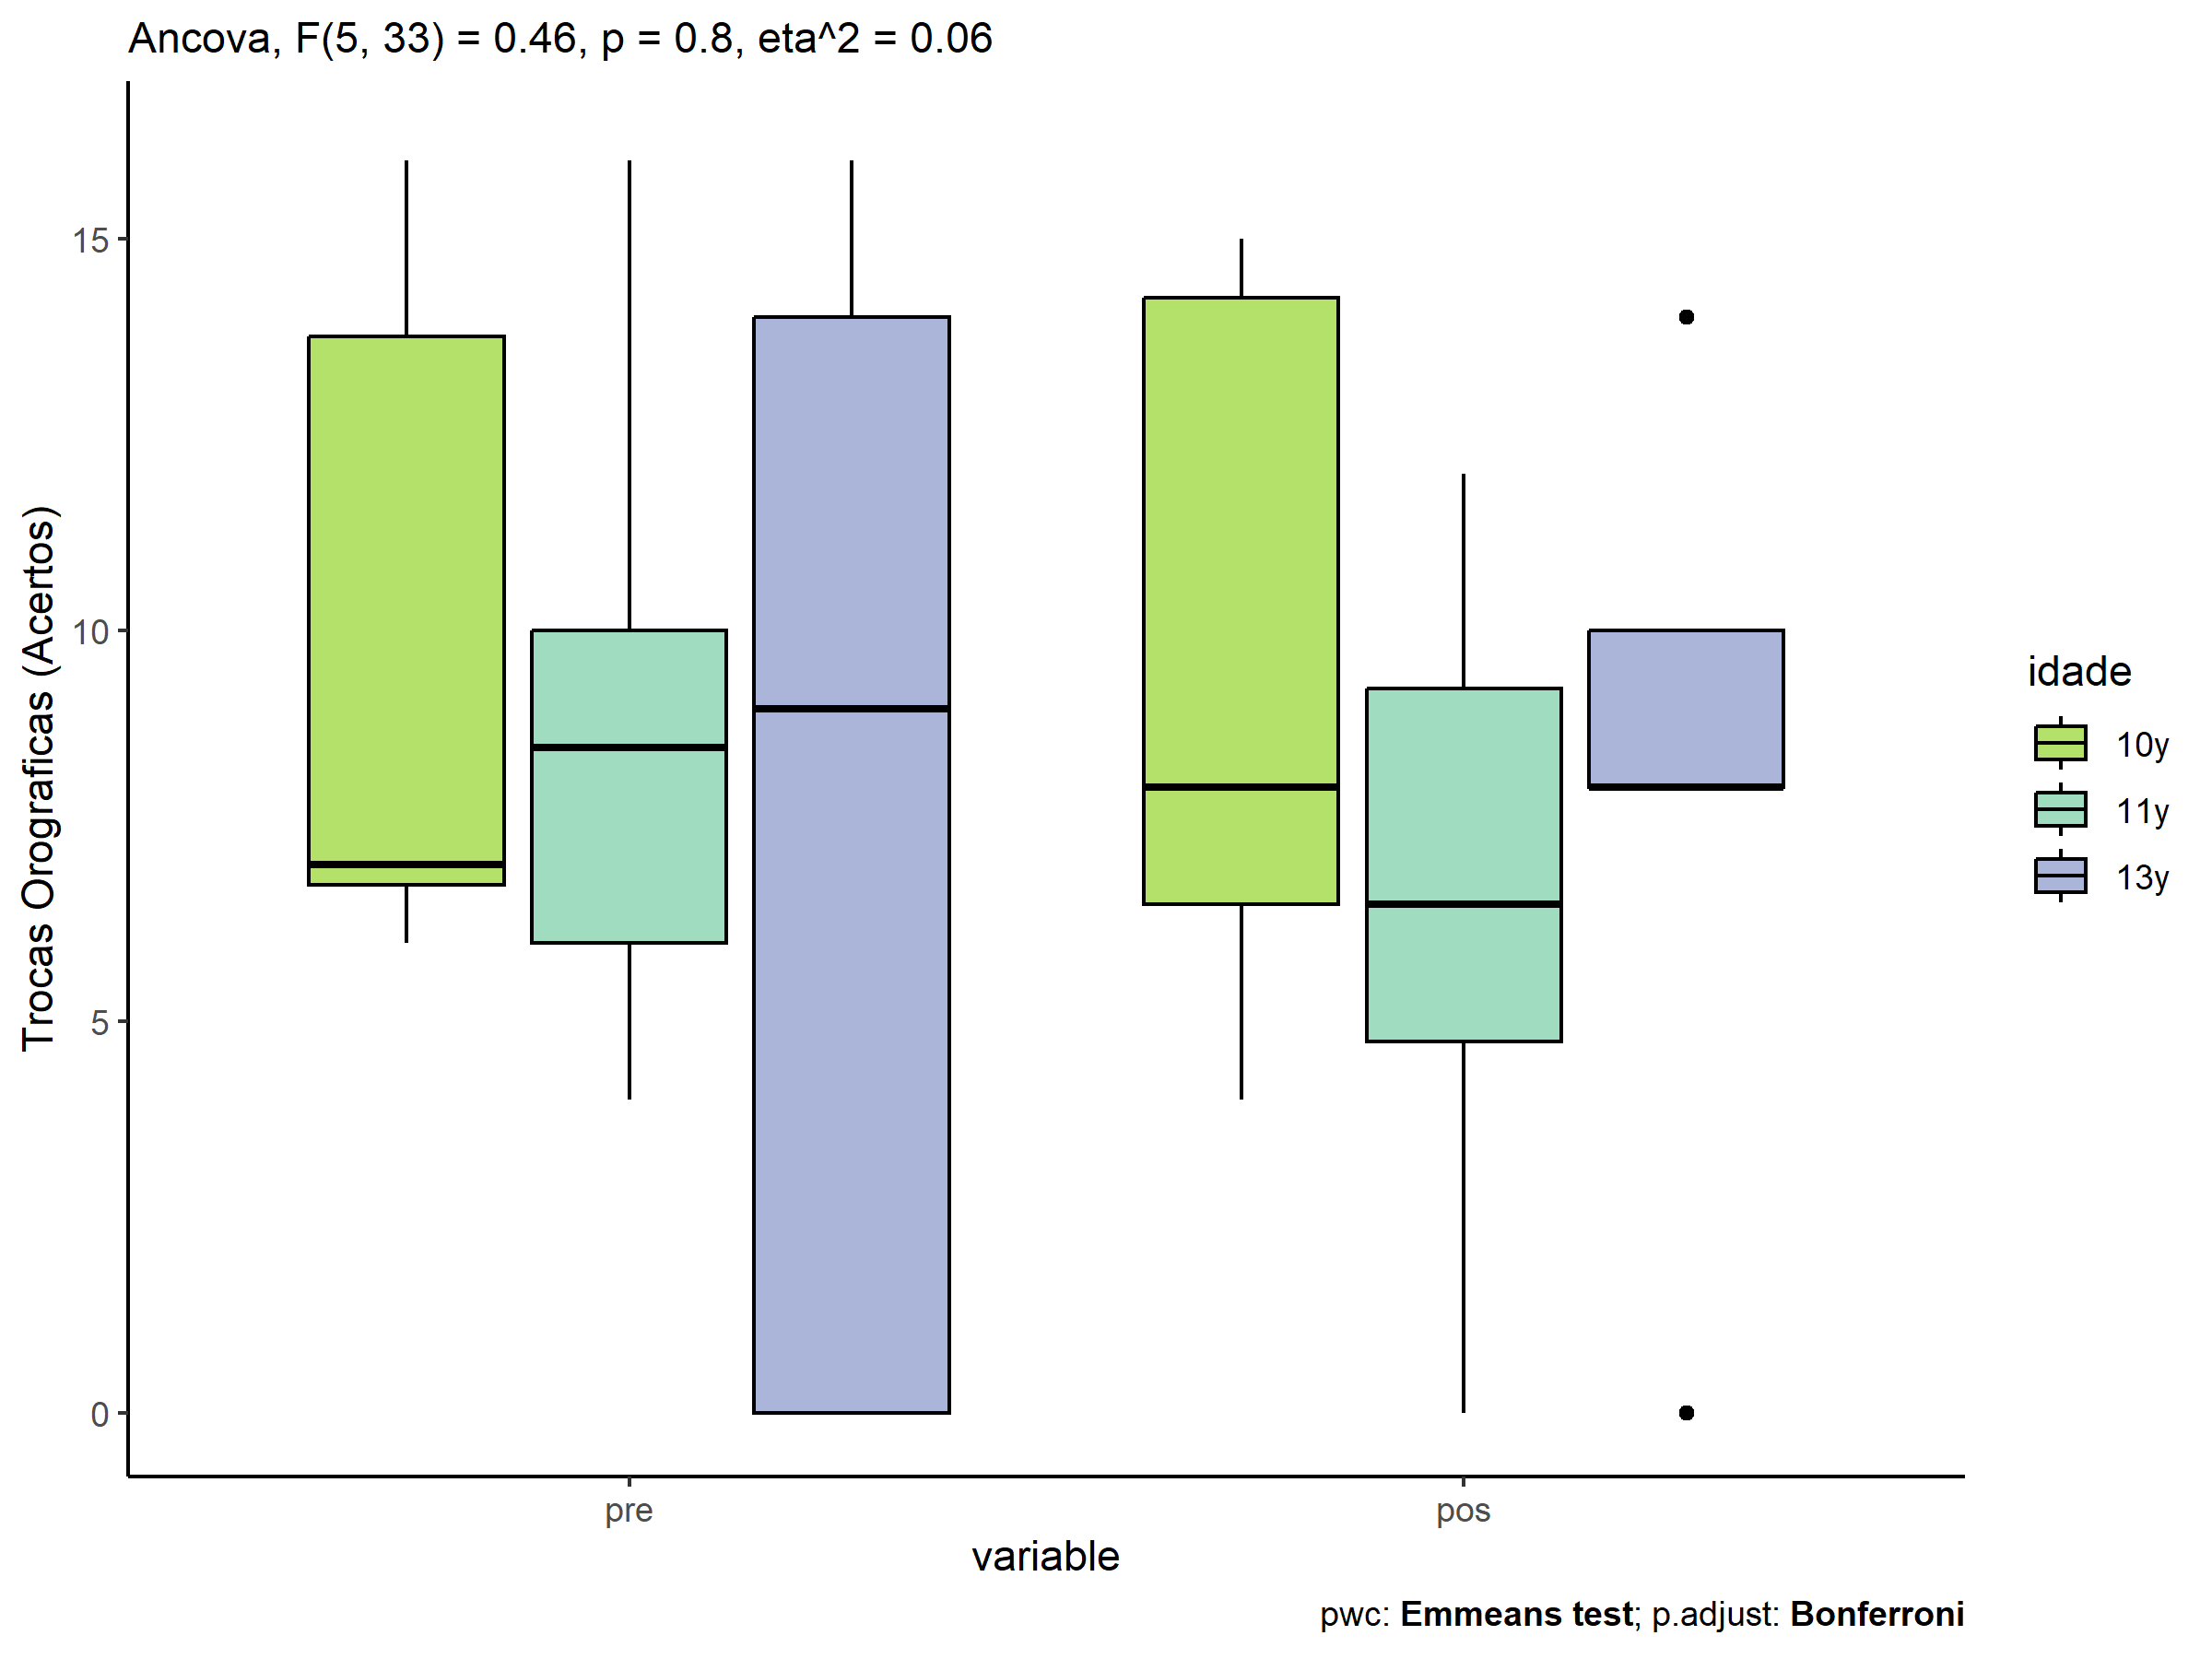 Ancova, F(5, 33) = 0.46, p = 0.8, eta^2 = 0.06
Trocas Orograficas (Acertos)
15
10
5
0
pre
pos
variable
idade
10y
11y
13y
pwc: Emmeans test; p.adjust: Bonferroni